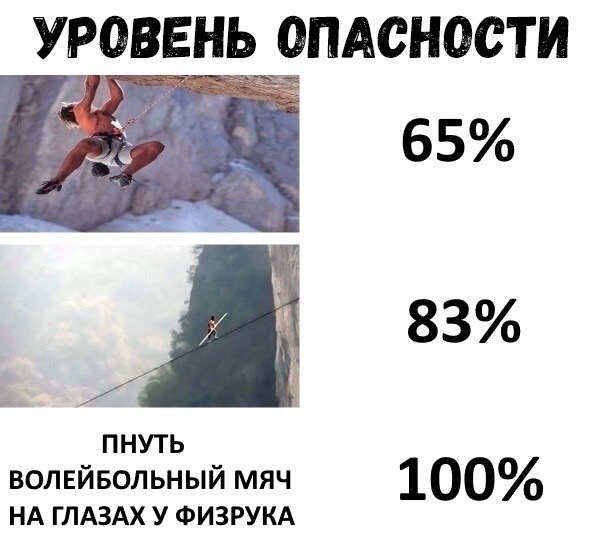 УРОВЕНЬ ОПАСНОСТИ
65%
83%
ПНУТЬ
ВОЛЕЙБОЛЬНЫЙ МЯЧ
НА ГЛАЗАХ У ФИЗРУКА
100%